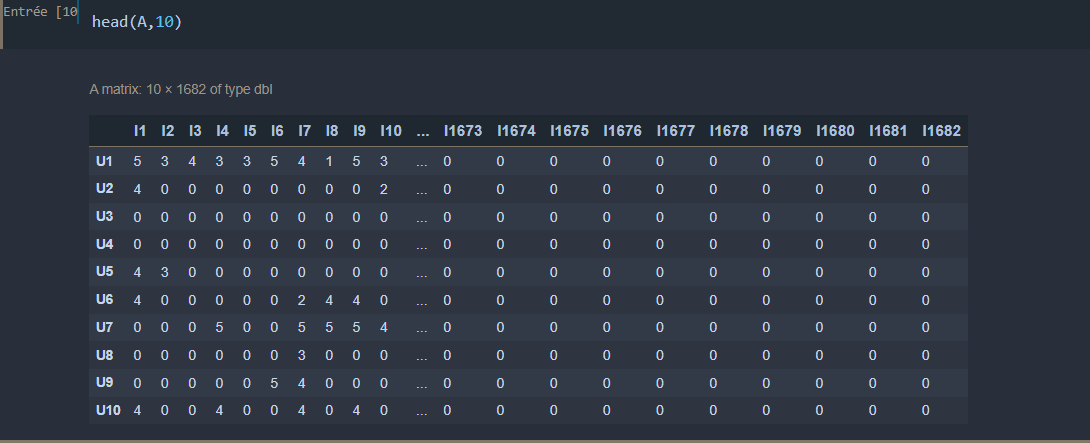 Entrée [10
head(A,10)
A matrix: 10 × 1682 of type dbl
I1 I2 I3 I4 I5 I6 I7 I8 I9 I10 ... I1673 I1674 I1675 I1676 I1677 I1678 I1679 I1680 I1681 I1682
U1 5 3 4 3 3 5 4 1 5 3 ... 0 0 0 0 0 0 0 0 0 0
U2 4 0 0 0 0 0 0 0 0 2 ... 0 0 0 0 0 0 0 0 0 0
U3 0 0 0 0 0 0 0 0 0 0 ... 0 0 0 0 0 0 0 0 0 0
U4 0 0 0 0 0 0 0 0 0 0 ... 0 0 0 0 0 0 0 0 0 0
U5 4 3 0 0 0 0 0 0 0 0 ... 0 0 0 0 0 0 0 0 0 0
U6 4 0 0 0 0 0 2 4 4 0 ... 0 0 0 0 0 0 0 0 0 0
U7 0 0 0 5 0 0 5 5 5 4 ... 0 0 0 0 0 0 0 0 0 0
U8 0 0 0 0 0 0 3 0 0 0 ... 0 0 0 0 0 0 0 0 0 0
U9 0 0 0 0 0 5 4 0 0 0 ... 0 0 0 0 0 0 0 0 0 0
U10 4 0 0 4 0 0 4 0 4 0 ... 0 0 0 0 0 0 0 0 0 0